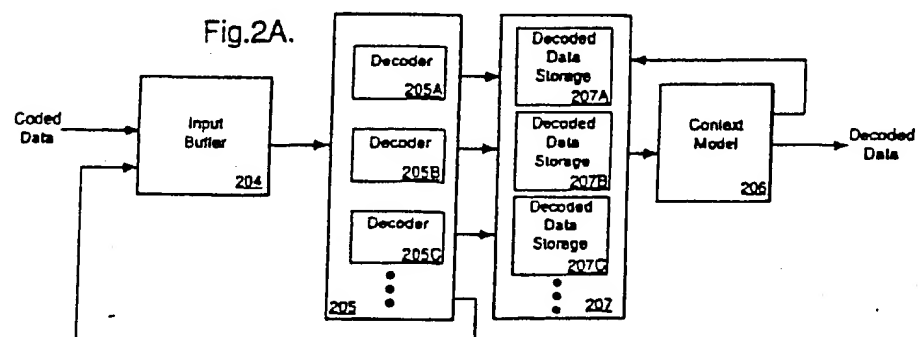 Fig.2A.
Coded
Data
Input
Buffer
204
Decoder
205A
Decoder
205B
Decoder
205C
205
Decoded
Data
Storage
207A
Decoded
Data
Storage
207B
Decoded
Data
Storage
207C
207
Context
Model
206
Decoded
Data